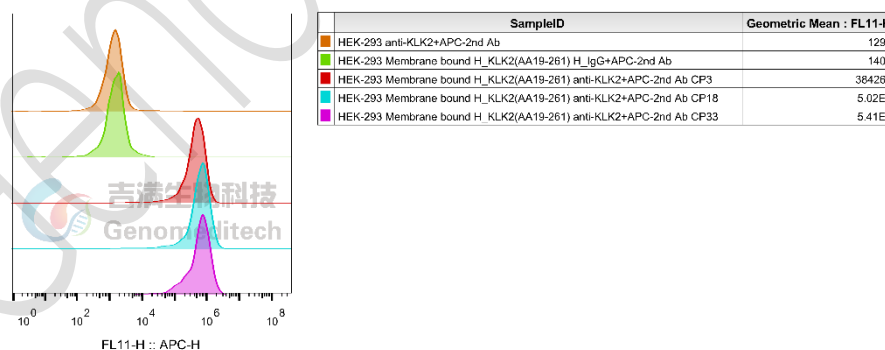 SampleID Geometric Mean : FL11-H
HEK-293 anti-KLK2+APC-2nd Ab 129
HEK-293 Membrane bound H_KLK2(AA19-261) H_IgG+APC-2nd Ab 140
HEK-293 Membrane bound H_KLK2(AA19-261) anti-KLK2+APC-2nd Ab CP3 38426
HEK-293 Membrane bound H_KLK2(AA19-261) anti-KLK2+APC-2nd Ab CP18 5.02E
HEK-293 Membrane bound H_KLK2(AA19-261) anti-KLK2+APC-2nd Ab CP33 5.41E
吉满生物科技
Genomeditech
10^0 10^2 10^4 10^6 10^8
FL11-H :: APC-H